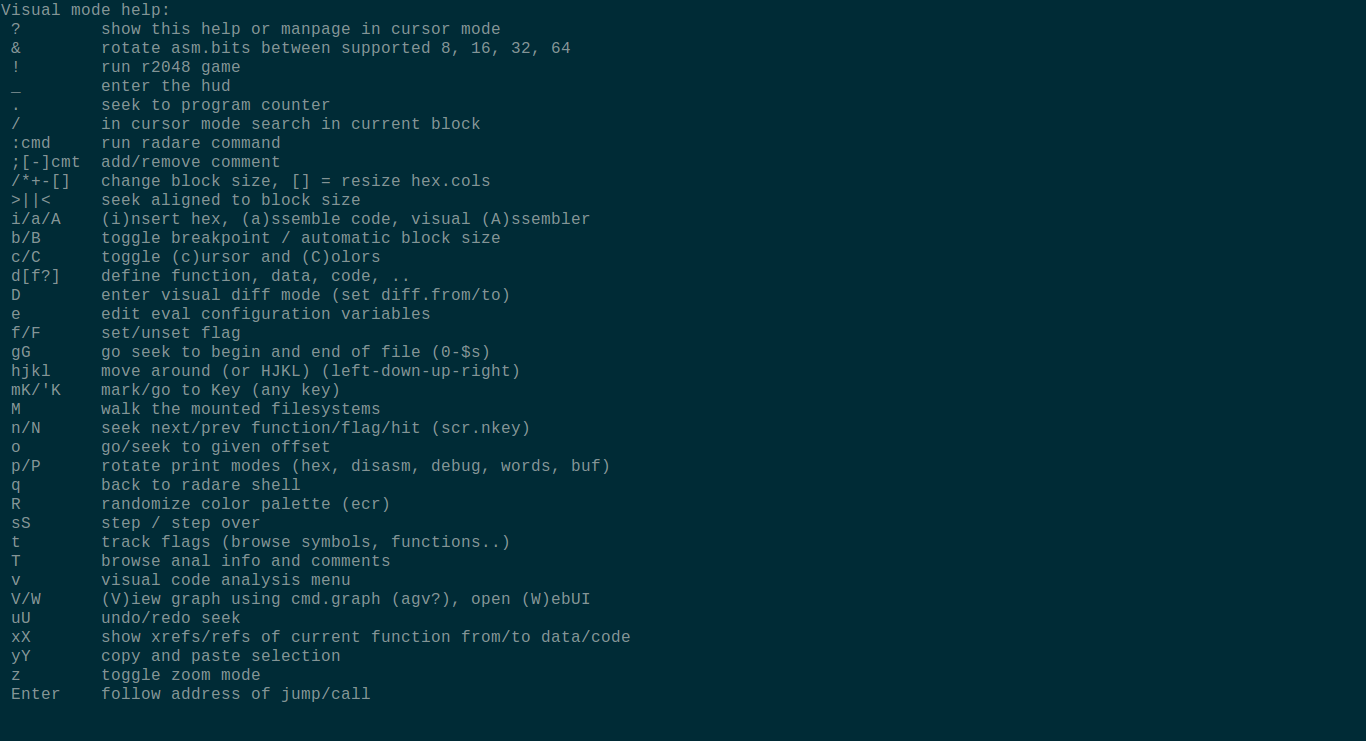 Visual mode help:
 ?        show this help or manpage in cursor mode
 &        rotate asm.bits between supported 8, 16, 32, 64
 !        run r2048 game
 _        enter the hud
 .        seek to program counter
 /        in cursor mode search in current block
 :cmd     run radare command
 ;[-]cmt  add/remove comment
 /*+-[]   change block size, [] = resize hex.cols
 >||<     seek aligned to block size
 i/a/A    (i)nsert hex, (a)ssemble code, visual (A)ssembler
 b/B      toggle breakpoint / automatic block size
 c/C      toggle (c)ursor and (C)olors
 d[f?]    define function, data, code, ..
 D        enter visual diff mode (set diff.from/to)
 e        edit eval configuration variables
 f/F      set/unset flag
 gG       go seek to begin and end of file (0-$s)
 hjkl     move around (or HJKL) (left-down-up-right)
 mK/'K    mark/go to Key (any key)
 M        walk the mounted filesystems
 n/N      seek next/prev function/flag/hit (scr.nkey)
 o        go/seek to given offset
 p/P      rotate print modes (hex, disasm, debug, words, buf)
 q        back to radare shell
 R        randomize color palette (ecr)
 sS       step / step over
 t        track flags (browse symbols, functions..)
 T        browse anal info and comments
 v        visual code analysis menu
 V/W      (V)iew graph using cmd.graph (agv?), open (W)ebUI
 uU       undo/redo seek
 xX       show xrefs/refs of current function from/to data/code
 yY       copy and paste selection
 z        toggle zoom mode
 Enter    follow address of jump/call